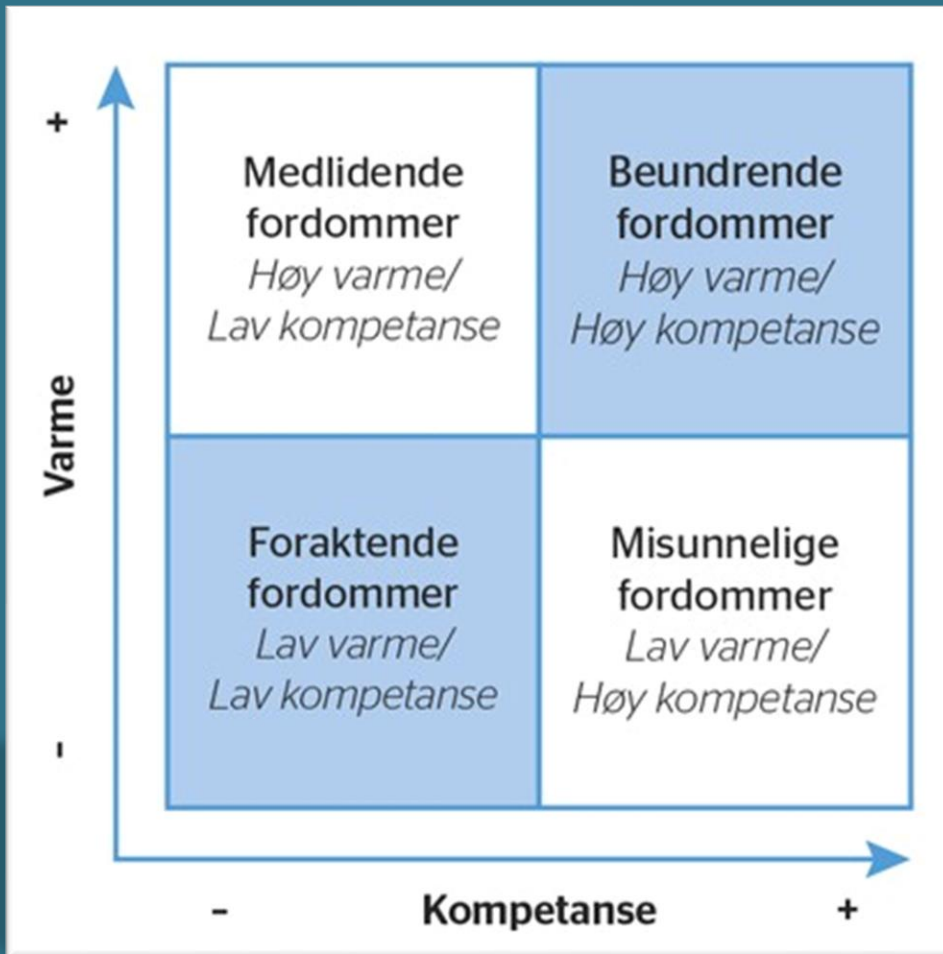 +
Varme
-
Medlidende
fordommer
Høy varme/
Lav kompetanse
Beundrende
fordommer
Høy varme/
Høy kompetanse
Foraktende
fordommer
Lav varme/
Lav kompetanse
Misunnelige
fordommer
Lav varme/
Høy kompetanse
- Kompetanse +